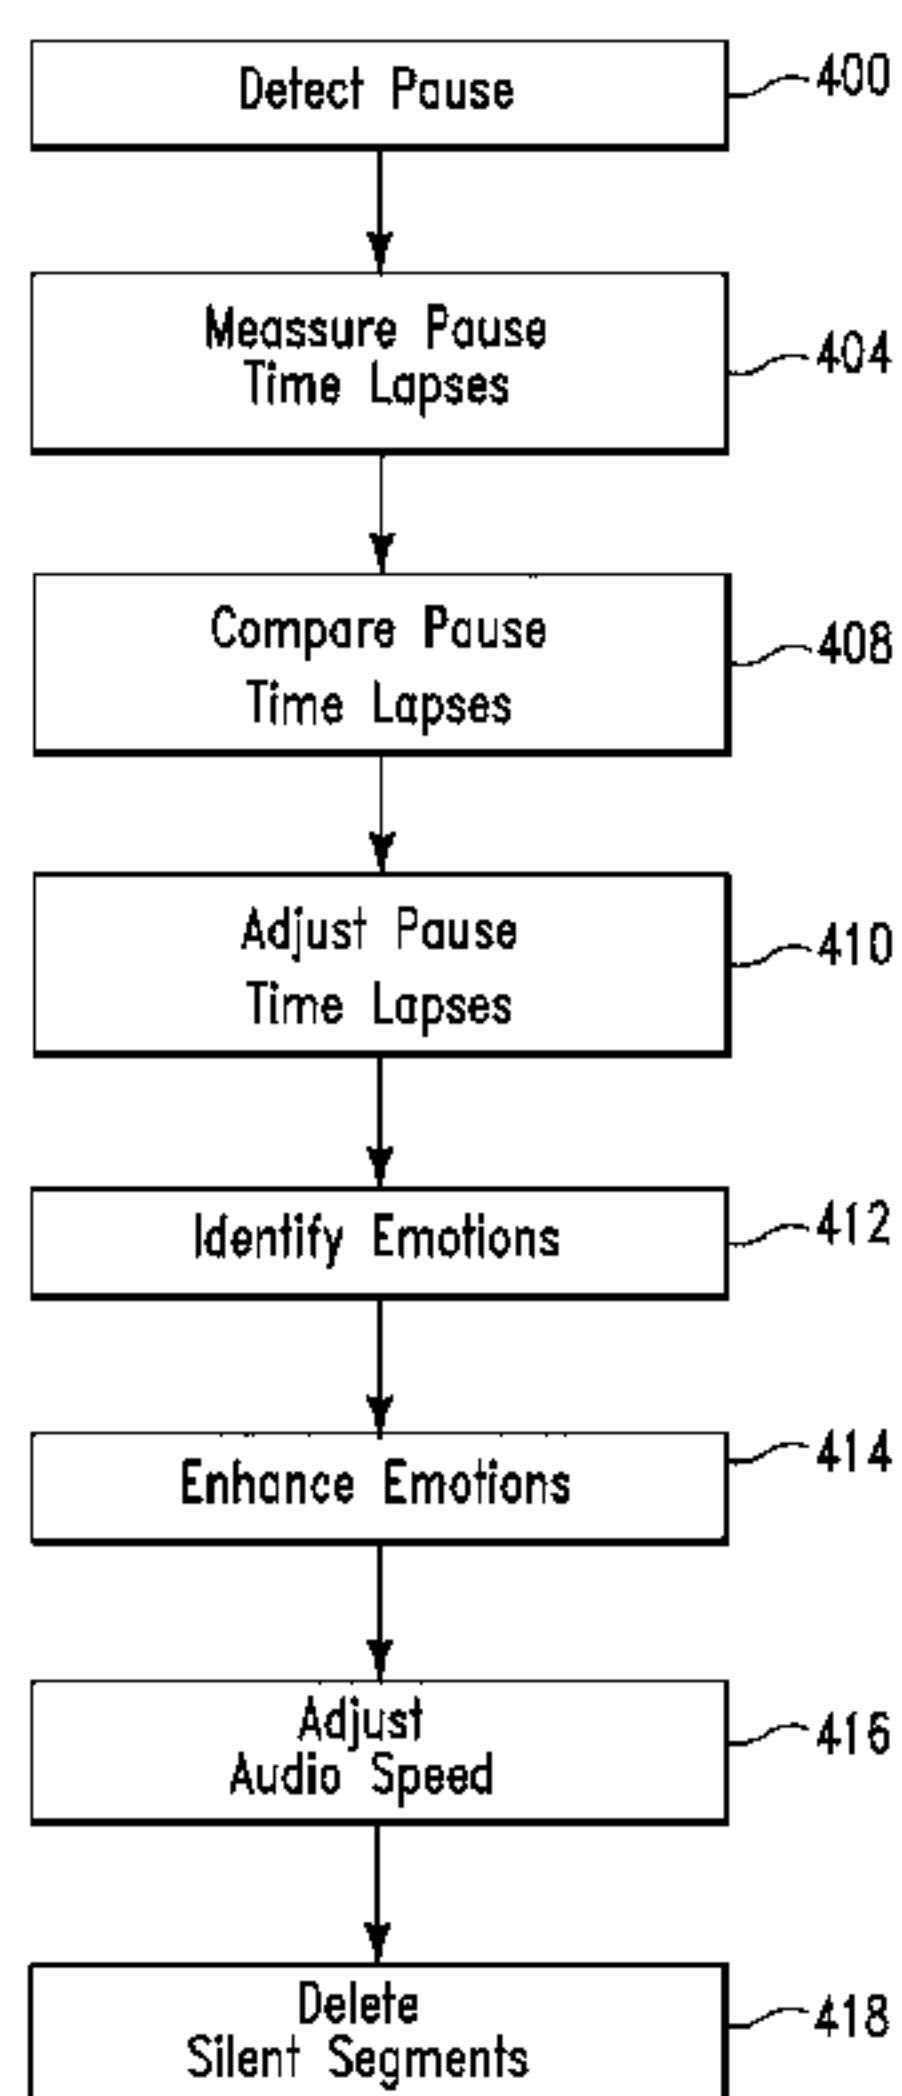 Detect Pause
400
Meassure Pause
Time Lapses
404
Compare Pause
Time Lapses
408
Adjust Pause
Time Lapses
410
Identify Emotions
412
Enhance Emotions
414
Adjust
Audio Speed
416
Delete
Silent Segments
418